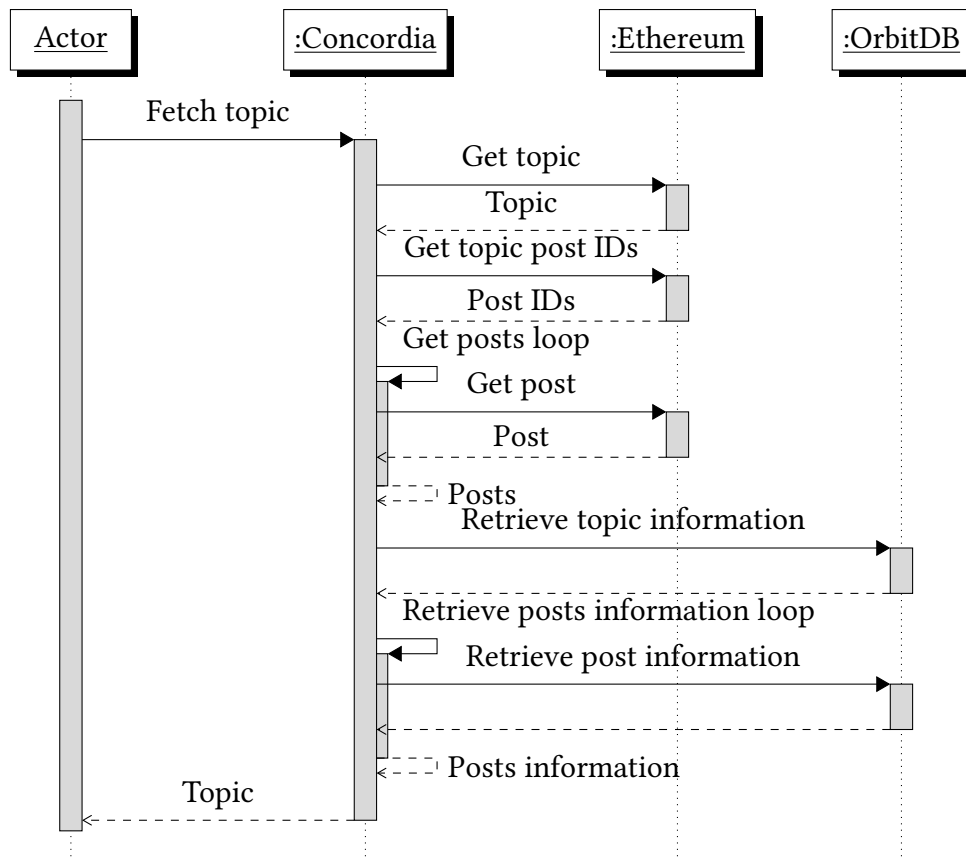 Actor
:Concordia
:Ethereum
:OrbitDB
Fetch topic
Get topic
Topic
Get topic post IDs
Post IDs
Get posts loop
Get post
Post
Posts
Retrieve topic information
Retrieve posts information loop
Retrieve post information
Posts information
Topic